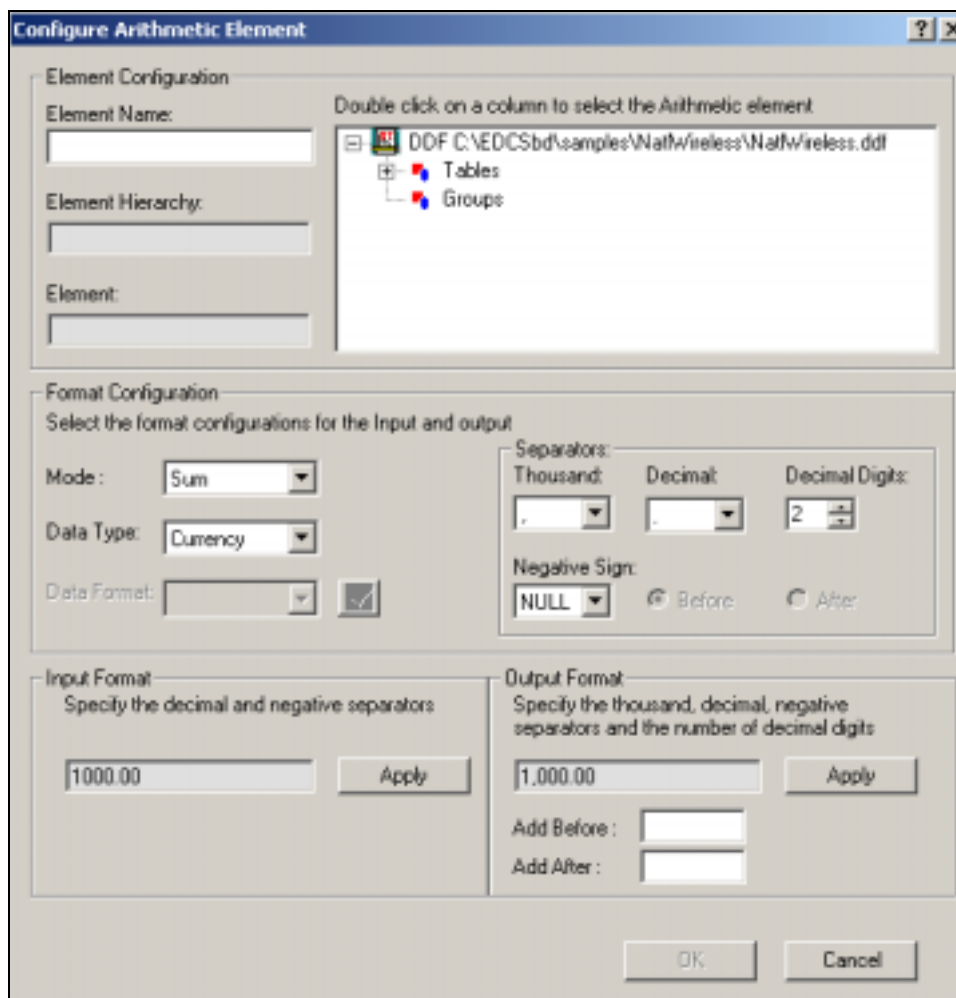 Configure Arithmetic Element
Element Configuration
Element Name:
Double click on a column to select the Arithmetic element
DDF C:\EDCSbd\samples\NatlWireless\NatlWireless.ddf
Tables
Groups
Element Hierarchy:
Element:
Format Configuration
Select the format configurations for the Input and output
Mode : Sum
Data Type: Currency
Data Format:
Separators:
Thousand: Decimal: Decimal Digits:
, . 2
Negative Sign:
NULL Before After
Input Format
Specify the decimal and negative separators
1000.00 Apply
Output Format
Specify the thousand, decimal, negative
separators and the number of decimal digits
1,000.00 Apply
Add Before :
Add After :
OK Cancel